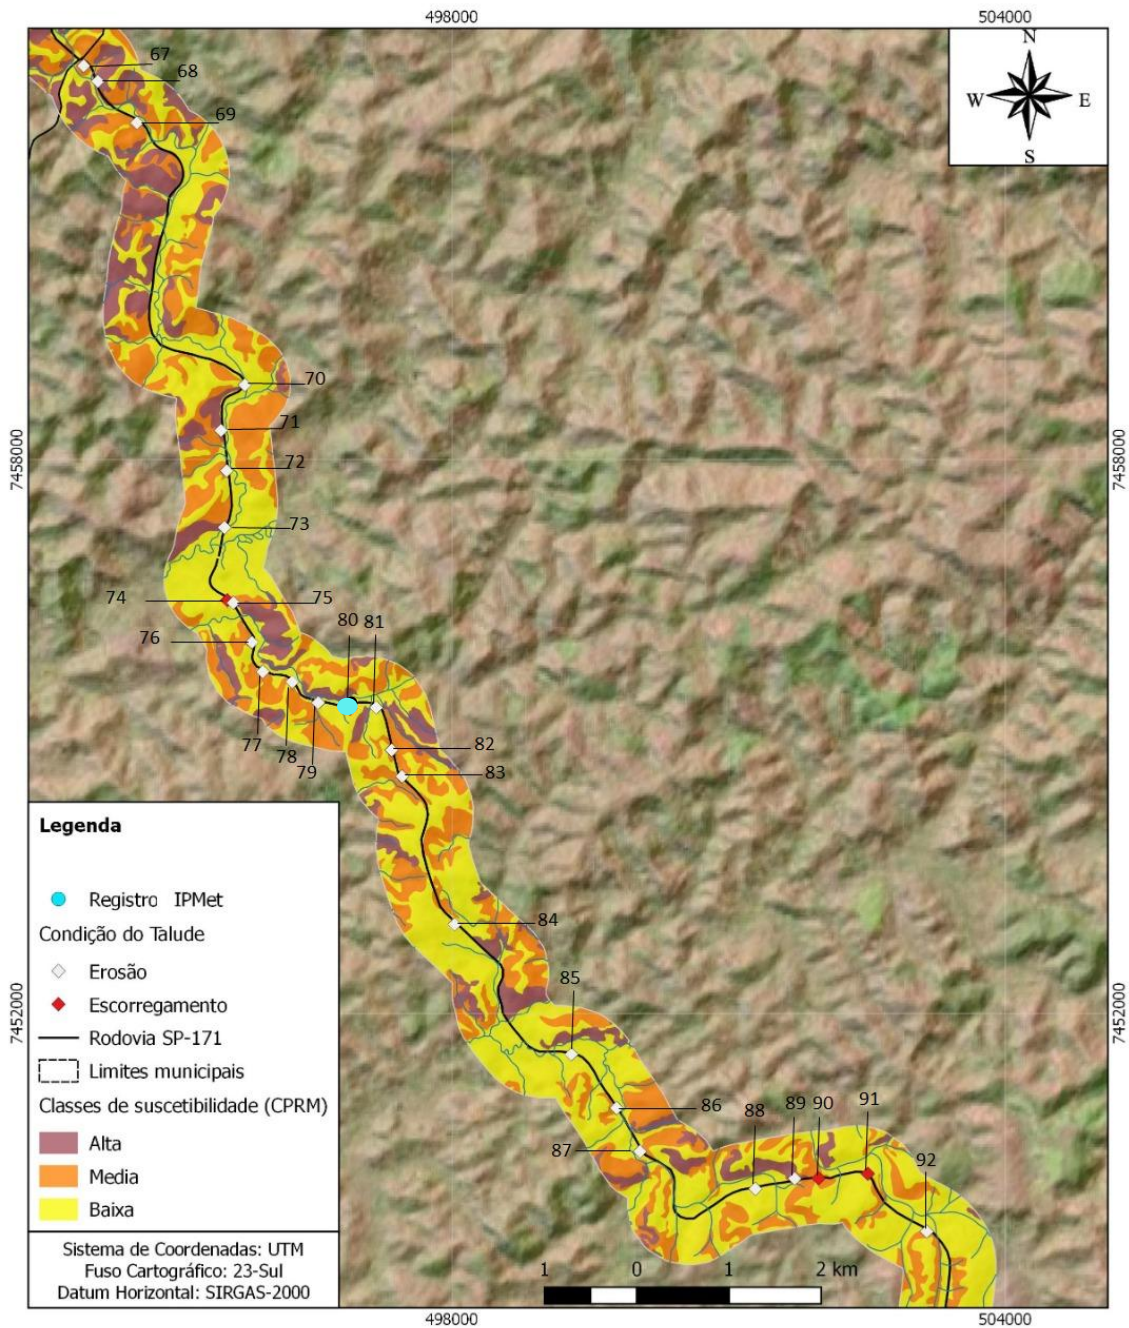 498000
504000
N
W
E
S
67
68
69
70
71
7458000
7458000
72
73
74
75
76
80
81
77
78
79
82
83
84
85
7452000
7452000
86
87
88
89
90
91
92
Legenda
Registro IPMet
Condição do Talude
Erosão
Escorregamento
Rodovia SP-171
Limites municipais
Classes de suscetibilidade (CPRM)
Alta
Media
Baixa
Sistema de Coordenadas: UTM
Fuso Cartográfico: 23-Sul
Datum Horizontal: SIRGAS-2000
1 0 1 2 km
498000
504000